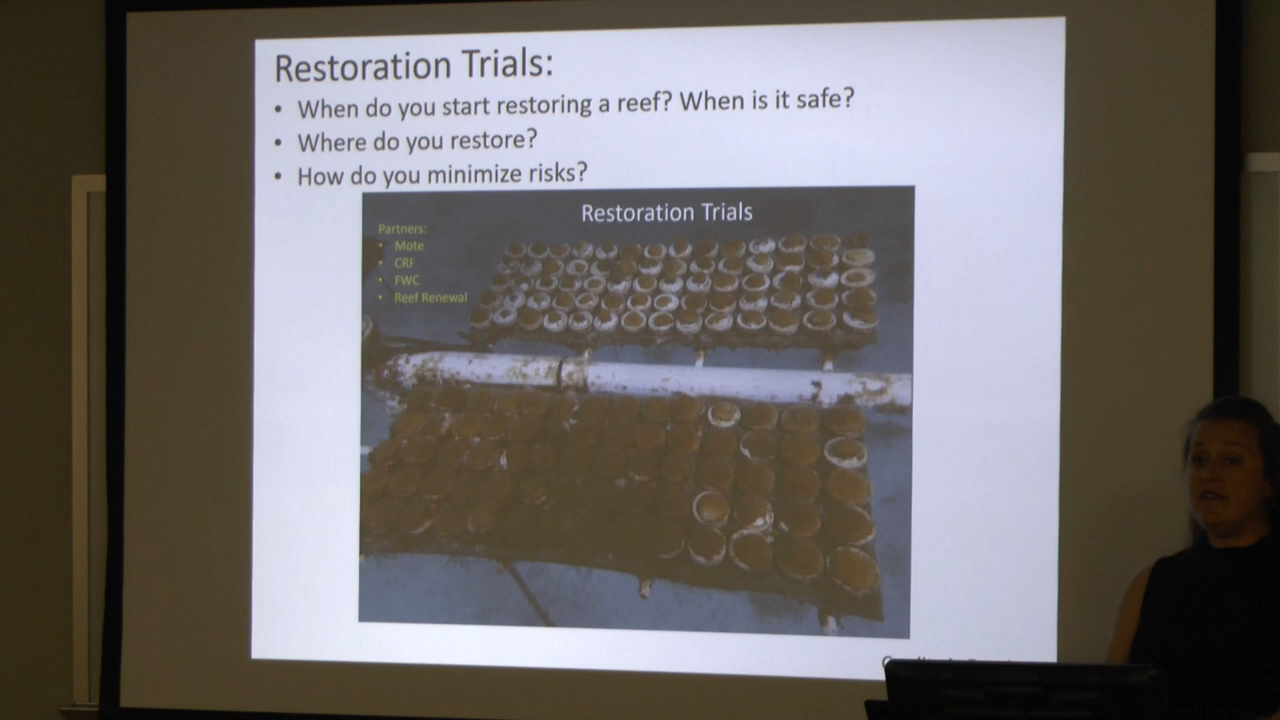 Restoration Trials:
• When do you start restoring a reef? When is it safe?
• Where do you restore?
• How do you minimize risks?
Restoration Trials
Partners:
• Mote
• CRF
• FWC
• Reef Renewal